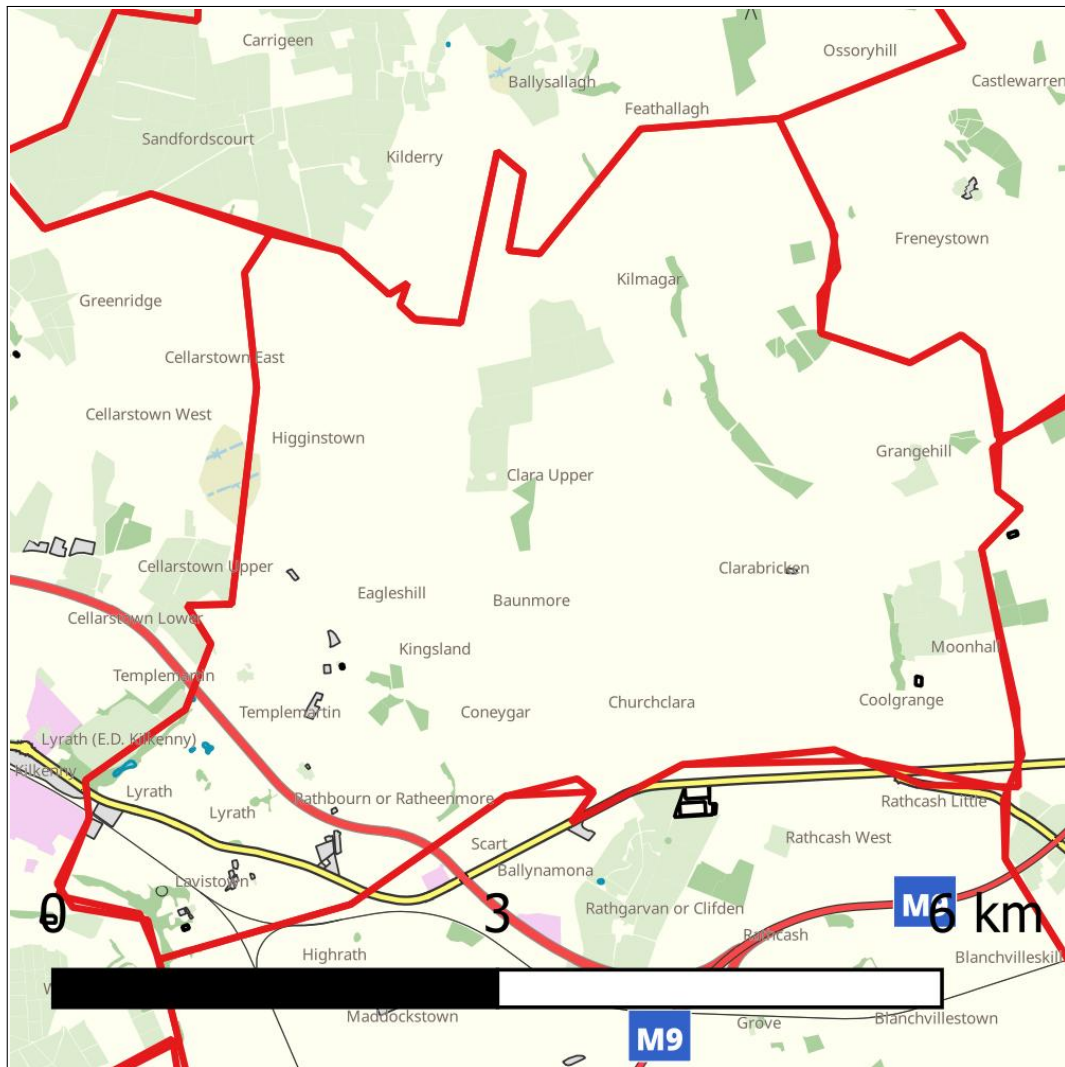 Carrigeen
Ossoryhill
Ballysallagh
Castlewarren
Feathallagh
Sandfordscourt
Kilderry
Freneystown
Kilmagar
Greenridge
Cellarstown East
Cellarstown West
Higginstown
Grangehill
Clara Upper
Cellarstown Upper
Clarabricken
Eagleshill
Baunmore
Cellarstown Lower
Kingsland
Moonhall
Templemartin
Coolgrange
Churchclara
Templemartin
Coneygar
Lyrath (E.D. Kilkenny)
Kilkenny
Lyrath
Rathbourn or Ratheenmore
Rathcash Little
Lyrath
Rathcash West
Scart
Ballynamona
Lavistown
Rathgarvan or Clifden
0
3
6 km
Rathcash
Highrath
Blanchvilleskill
Maddockstown
Grove
Blanchvillestown
M9